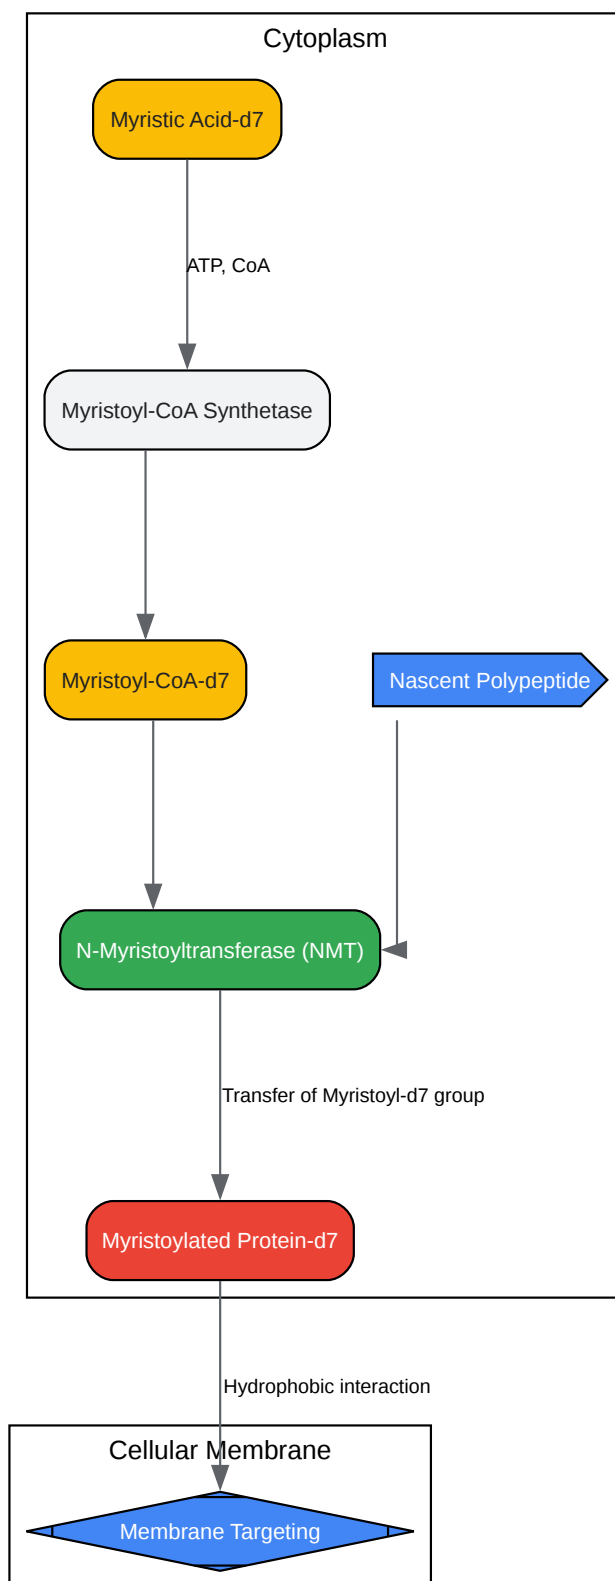 Cytoplasm
Myristic Acid-d7
ATP, CoA
Myristoyl-CoA Synthetase
Myristoyl-CoA-d7
Nascent Polypeptide
N-Myristoyltransferase (NMT)
Transfer of Myristoyl-d7 group
Myristoylated Protein-d7
Hydrophobic interaction
Cellular Membrane
Membrane Targeting